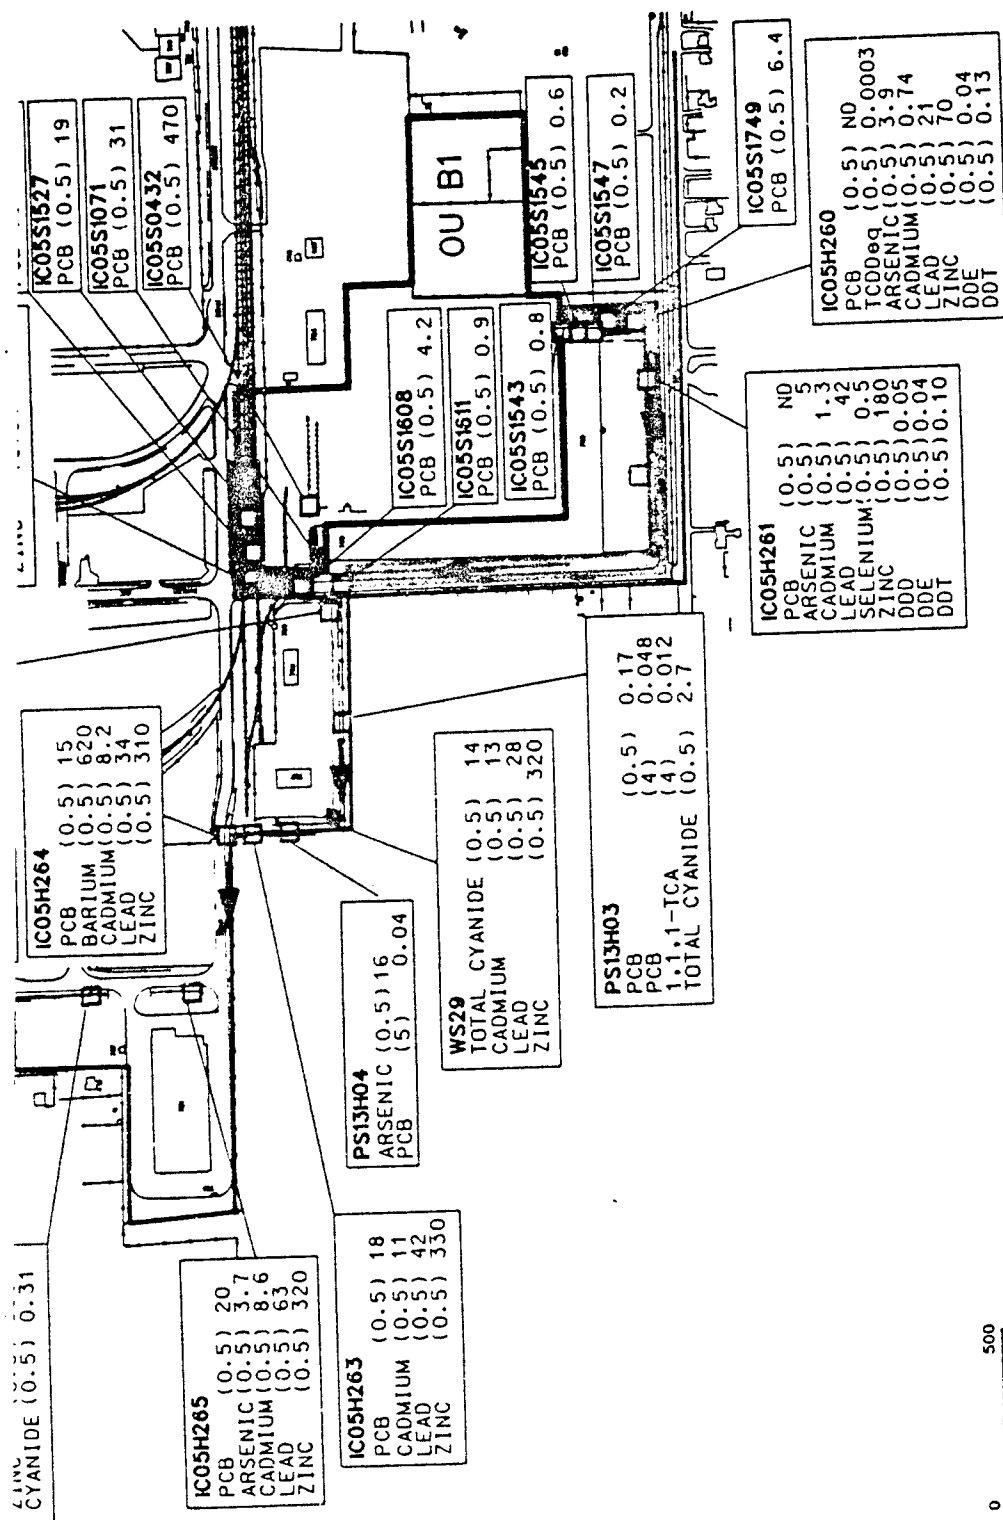 IC05S1527
PCB (0.5) 19
IC05S1071
PCB (0.5) 31
IC05S0432
PCB (0.5) 470
OU B1
IC05S1545
PCB (0.5) 0.6
IC05S1547
PCB (0.5) 0.2
IC05S1749
PCB (0.5) 6.4
IC05H260
PCB (0.5) ND
TCDDeq (0.5) 0.0003
ARSENIC (0.5) 3.9
CADMIUM (0.5) 0.74
LEAD (0.5) 21
ZINC (0.5) 70
DDE (0.5) 0.04
DDT (0.5) 0.13
IC05S1608
PCB (0.5) 4.2
IC05S1611
PCB (0.5) 0.9
IC05S1543
PCB (0.5) 0.8
IC05H261
PCB (0.5) ND
ARSENIC (0.5) 5
CADMIUM (0.5) 1.3
LEAD (0.5) 42
SELENIUM (0.5) 0.5
ZINC (0.5) 180
DDD (0.5) 0.05
DDE (0.5) 0.04
DDT (0.5) 0.10
IC05H264
PCB (0.5) 15
BARIUM (0.5) 620
CADMIUM (0.5) 8.2
LEAD (0.5) 34
ZINC (0.5) 310
PS13H04
ARSENIC (0.5) 16
PCB (5) 0.04
WS29
TOTAL CYANIDE (0.5) 14
CADMIUM (0.5) 13
LEAD (0.5) 28
ZINC (0.5) 320
PS13H03
PCB (0.5) 0.17
PCB (4) 0.048
1,1,1-TCA (4) 0.012
TOTAL CYANIDE (0.5) 2.7
ZINC
CYANIDE (0.5) 0.31
IC05H265
PCB (0.5) 20
ARSENIC (0.5) 3.7
CADMIUM (0.5) 8.6
LEAD (0.5) 63
ZINC (0.5) 320
IC05H263
PCB (0.5) 18
CADMIUM (0.5) 11
LEAD (0.5) 42
ZINC (0.5) 330
0 500